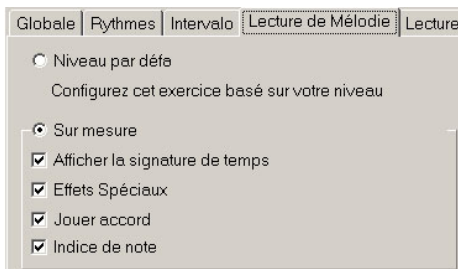 Globale Rythmes Intervalo Lecture de Mélodie Lecture
Niveau par défa
Configurez cet exercice basé sur votre niveau
Sur mesure
Afficher la signature de temps
Effets Spéciaux
Jouer accord
Indice de note